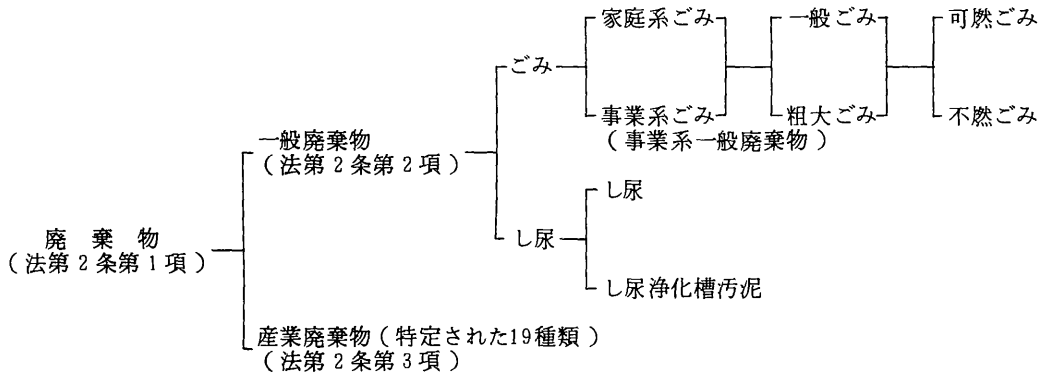 家庭系ごみ 一般ごみ 可燃ごみ
ごみ
事業系ごみ 粗大ごみ 不燃ごみ
(事業系一般廃棄物)
一般廃棄物
(法第2条第2項)
し尿
し尿
し尿浄化槽汚泥
廃棄物
(法第2条第1項)
産業廃棄物(特定された19種類)
(法第2条第3項)